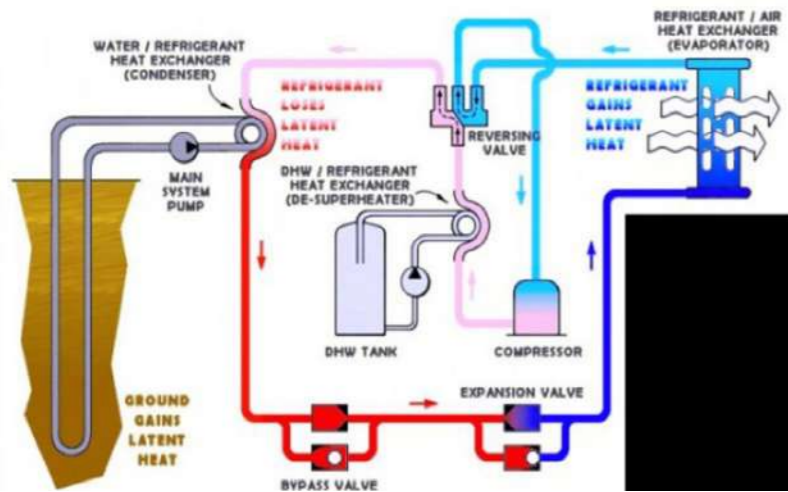 WATER / REFRIGERANT
HEAT EXCHANGER
(CONDENSER)
REFRIGERANT
LOSES
LATENT
HEAT
REFRIGERANT / AIR
HEAT EXCHANGER
(EVAPORATOR)
REFRIGERANT
GAINS
LATENT
HEAT
REVERSING
VALVE
MAIN
SYSTEM
PUMP
DHW / REFRIGERANT
HEAT EXCHANGER
(DE-SUPERHEATER)
DHW TANK
COMPRESSOR
GROUND
GAINS
LATENT
HEAT
EXPANSION VALVE
BYPASS VALVE